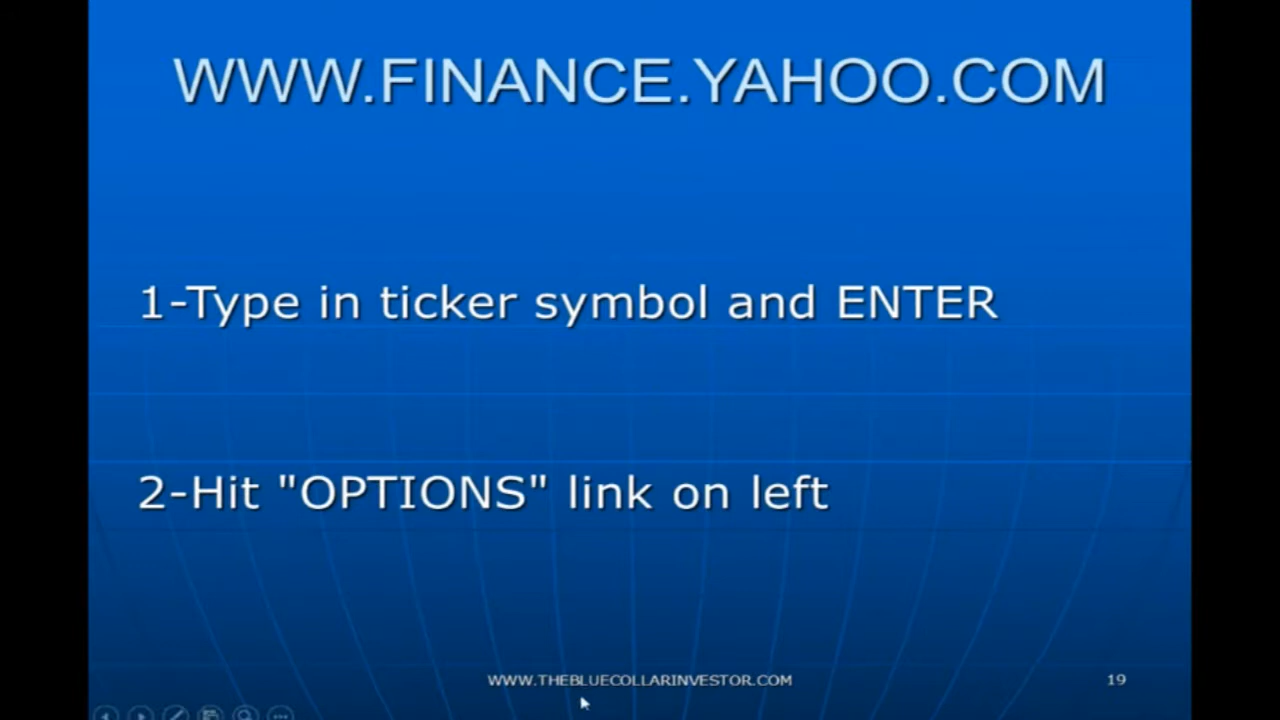 WWW.FINANCE.YAHOO.COM
1-Type in ticker symbol and ENTER
2-Hit "OPTIONS" link on left
WWW.THEBLUECOLLARINVESTOR.COM
19